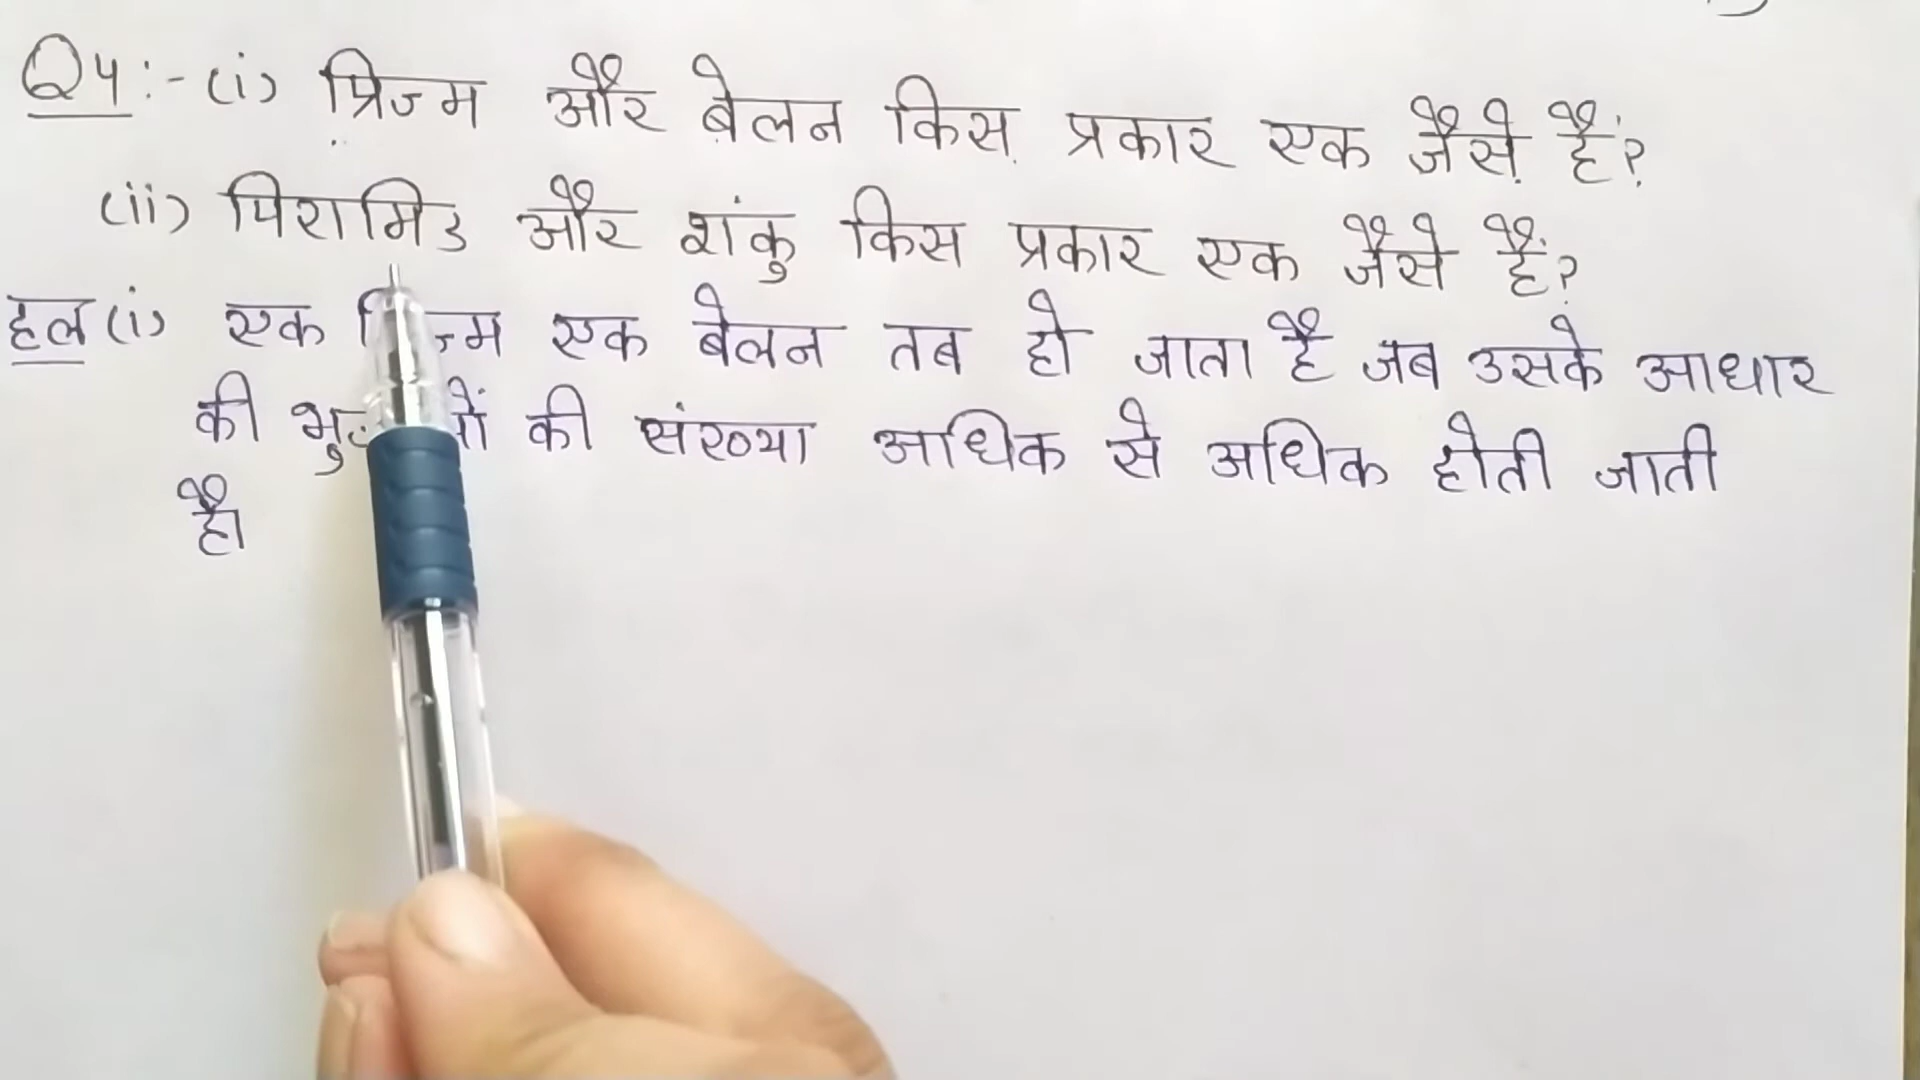 Q4:-(i) प्रिज्म और बेलन किस प्रकार एक जैसे हैं?
(ii) पिरामिड और शंकु किस प्रकार एक जैसे हैं?
हल (i) एक एक बेलन तब हो जाता है जब उसके आधार
की की संख्या अधिक से अधिक होती जाती
है।